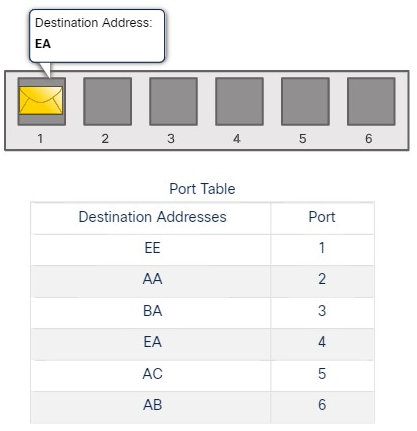 Destination Address:
EA
1 2 3 4 5 6
Port Table
Destination Addresses Port
EE 1
AA 2
BA 3
EA 4
AC 5
AB 6